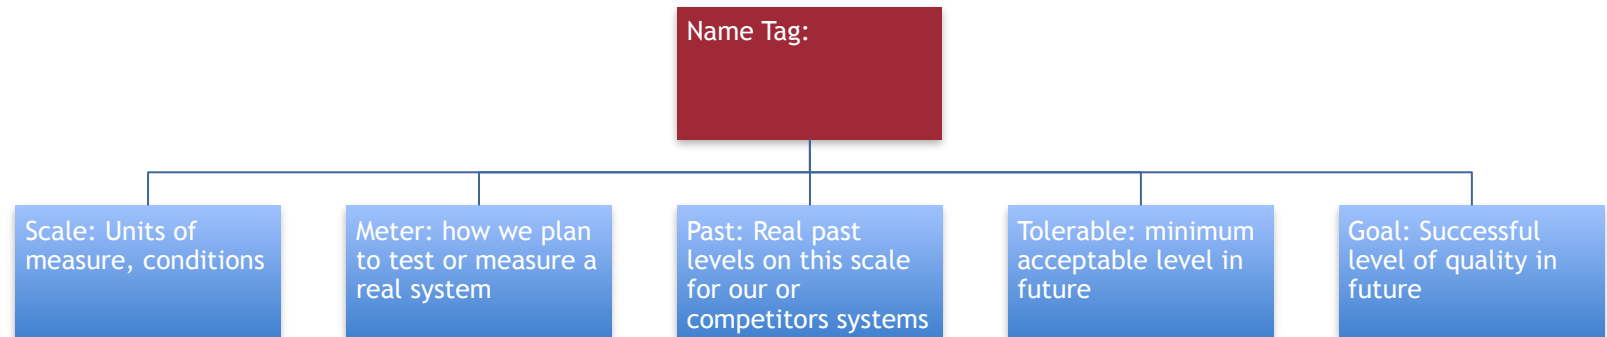 Name Tag:
Scale: Units of
measure, conditions
Meter: how we plan
to test or measure a
real system
Past: Real past
levels on this scale
for our or
competitors systems
Tolerable: minimum
acceptable level in
future
Goal: Successful
level of quality in
future